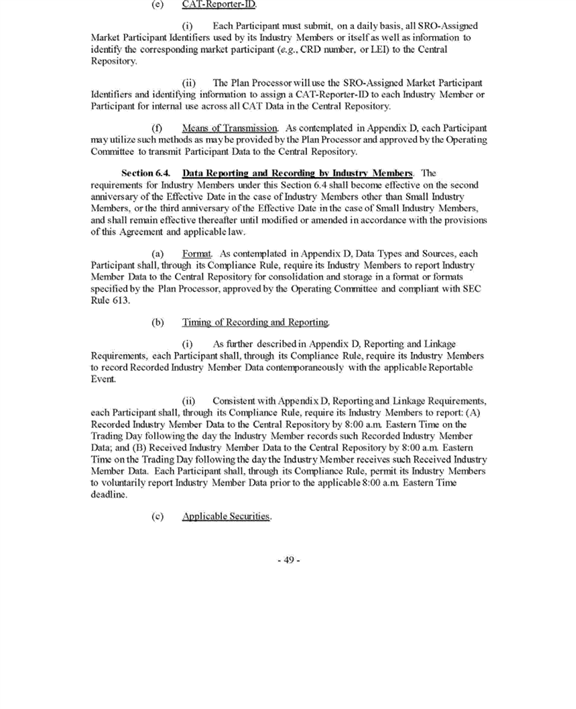 (e) CAT-Reporter-ID.
(i) Each Participant must submit, on a daily basis, all SRO-Assigned
Market Participant Identifiers used by its Industry Members or itself as well as information to
identify the corresponding market participant (e.g., CRD number, or LEI) to the Central
Repository.
(ii) The Plan Processor will use the SRO-Assigned Market Participant
Identifiers and identifying information to assign a CAT-Reporter-ID to each Industry Member or
Participant for internal use across all CAT Data in the Central Repository.
(f) Means of Transmission. As contemplated in Appendix D, each Participant
may utilize such methods as may be provided by the Plan Processor and approved by the Operating
Committee to transmit Participant Data to the Central Repository.
Section 6.4. Data Reporting and Recording by Industry Members. The
requirements for Industry Members under this Section 6.4 shall become effective on the second
anniversary of the Effective Date in the case of Industry Members other than Small Industry
Members, or the third anniversary of the Effective Date in the case of Small Industry Members,
and shall remain effective thereafter until modified or amended in accordance with the provisions
of this Agreement and applicable law.
(a) Format. As contemplated in Appendix D, Data Types and Sources, each
Participant shall, through its Compliance Rule, require its Industry Members to report Industry
Member Data to the Central Repository for consolidation and storage in a format or formats
specified by the Plan Processor, approved by the Operating Committee and compliant with SEC
Rule 613.
(b) Timing of Recording and Reporting.
(i) As further described in Appendix D, Reporting and Linkage
Requirements, each Participant shall, through its Compliance Rule, require its Industry Members
to record Recorded Industry Member Data contemporaneously with the applicable Reportable
Event.
(ii) Consistent with Appendix D, Reporting and Linkage Requirements,
each Participant shall, through its Compliance Rule, require its Industry Members to report: (A)
Recorded Industry Member Data to the Central Repository by 8:00 a.m. Eastern Time on the
Trading Day following the day the Industry Member records such Recorded Industry Member
Data; and (B) Received Industry Member Data to the Central Repository by 8:00 a.m. Eastern
Time on the Trading Day following the day the Industry Member receives such Received Industry
Member Data. Each Participant shall, through its Compliance Rule, permit its Industry Members
to voluntarily report Industry Member Data prior to the applicable 8:00 a.m. Eastern Time
deadline.
(c) Applicable Securities.
- 49 -